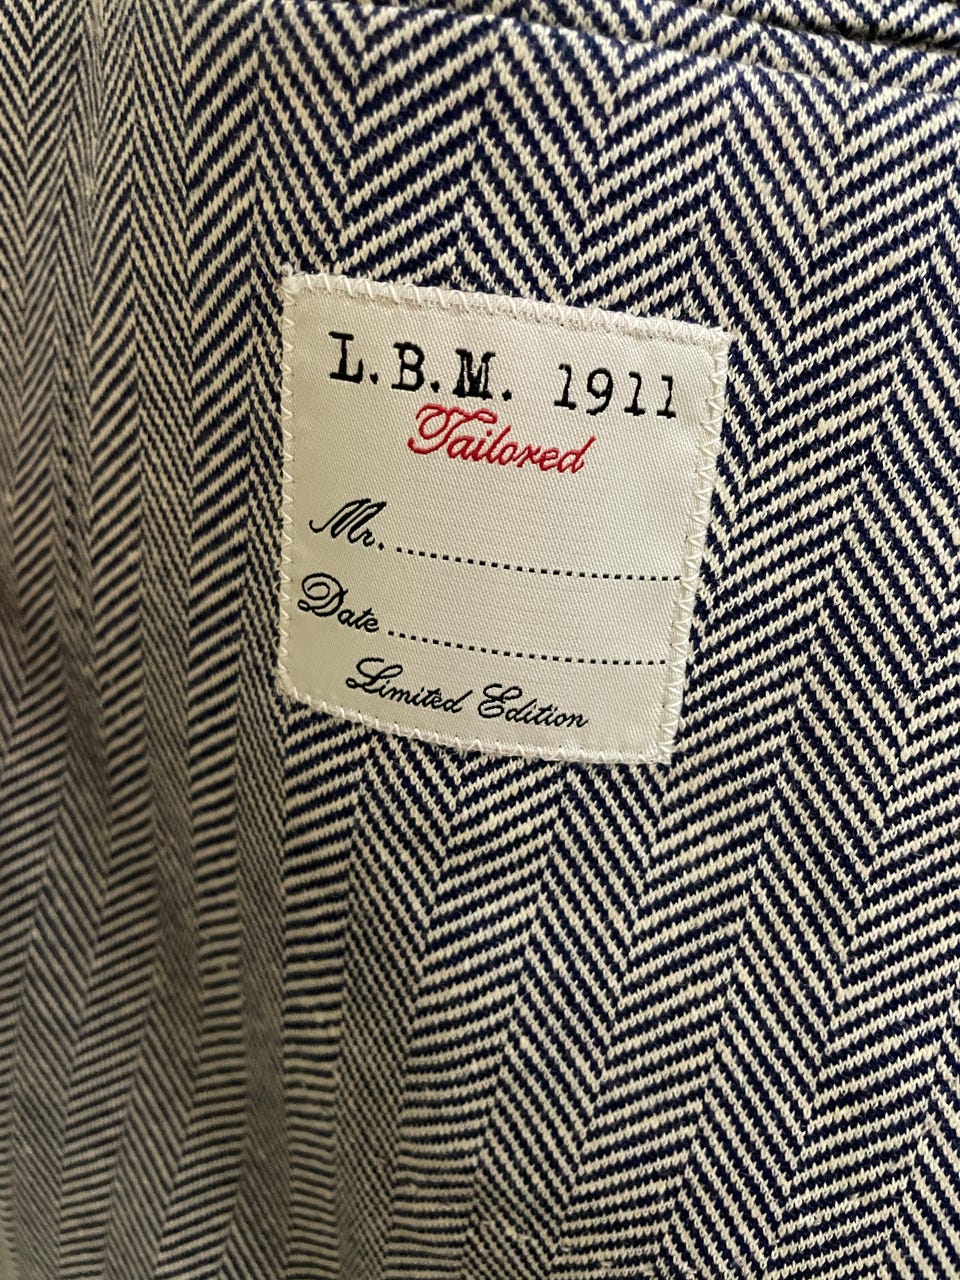 L.B.M. 1911
Tailored
Mr. ........................................
Date ........................................
Limited Edition